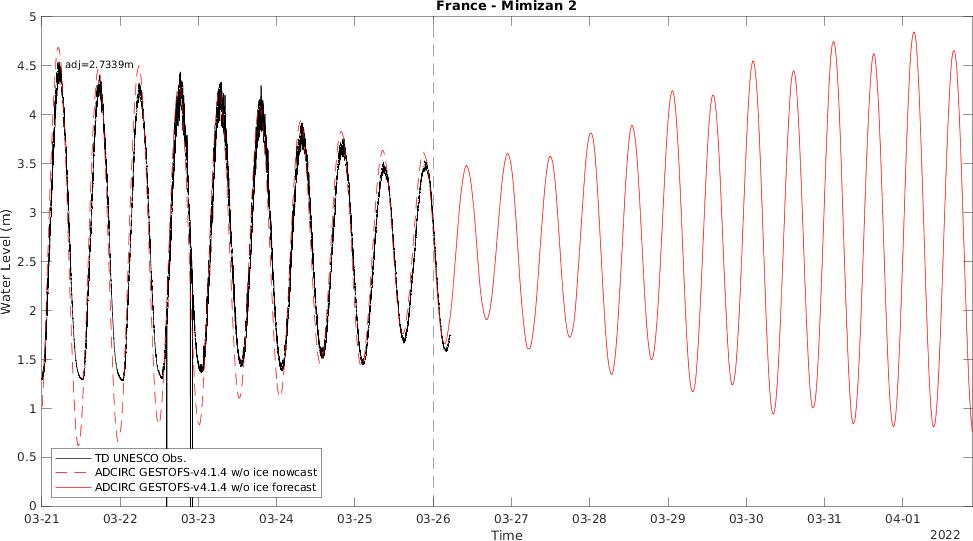 France - Mimizan 2
5
4.5
4
3.5
3
2.5
2
1.5
1
0.5
0
Water Level (m)
adj=2.7339m
TD UNESCO Obs.
ADCIRC GESTOFS-v4.1.4 w/o ice nowcast
ADCIRC GESTOFS-v4.1.4 w/o ice forecast
03-21 03-22 03-23 03-24 03-25 03-26 03-27 03-28 03-29 03-30 03-31 04-01
Time
2022